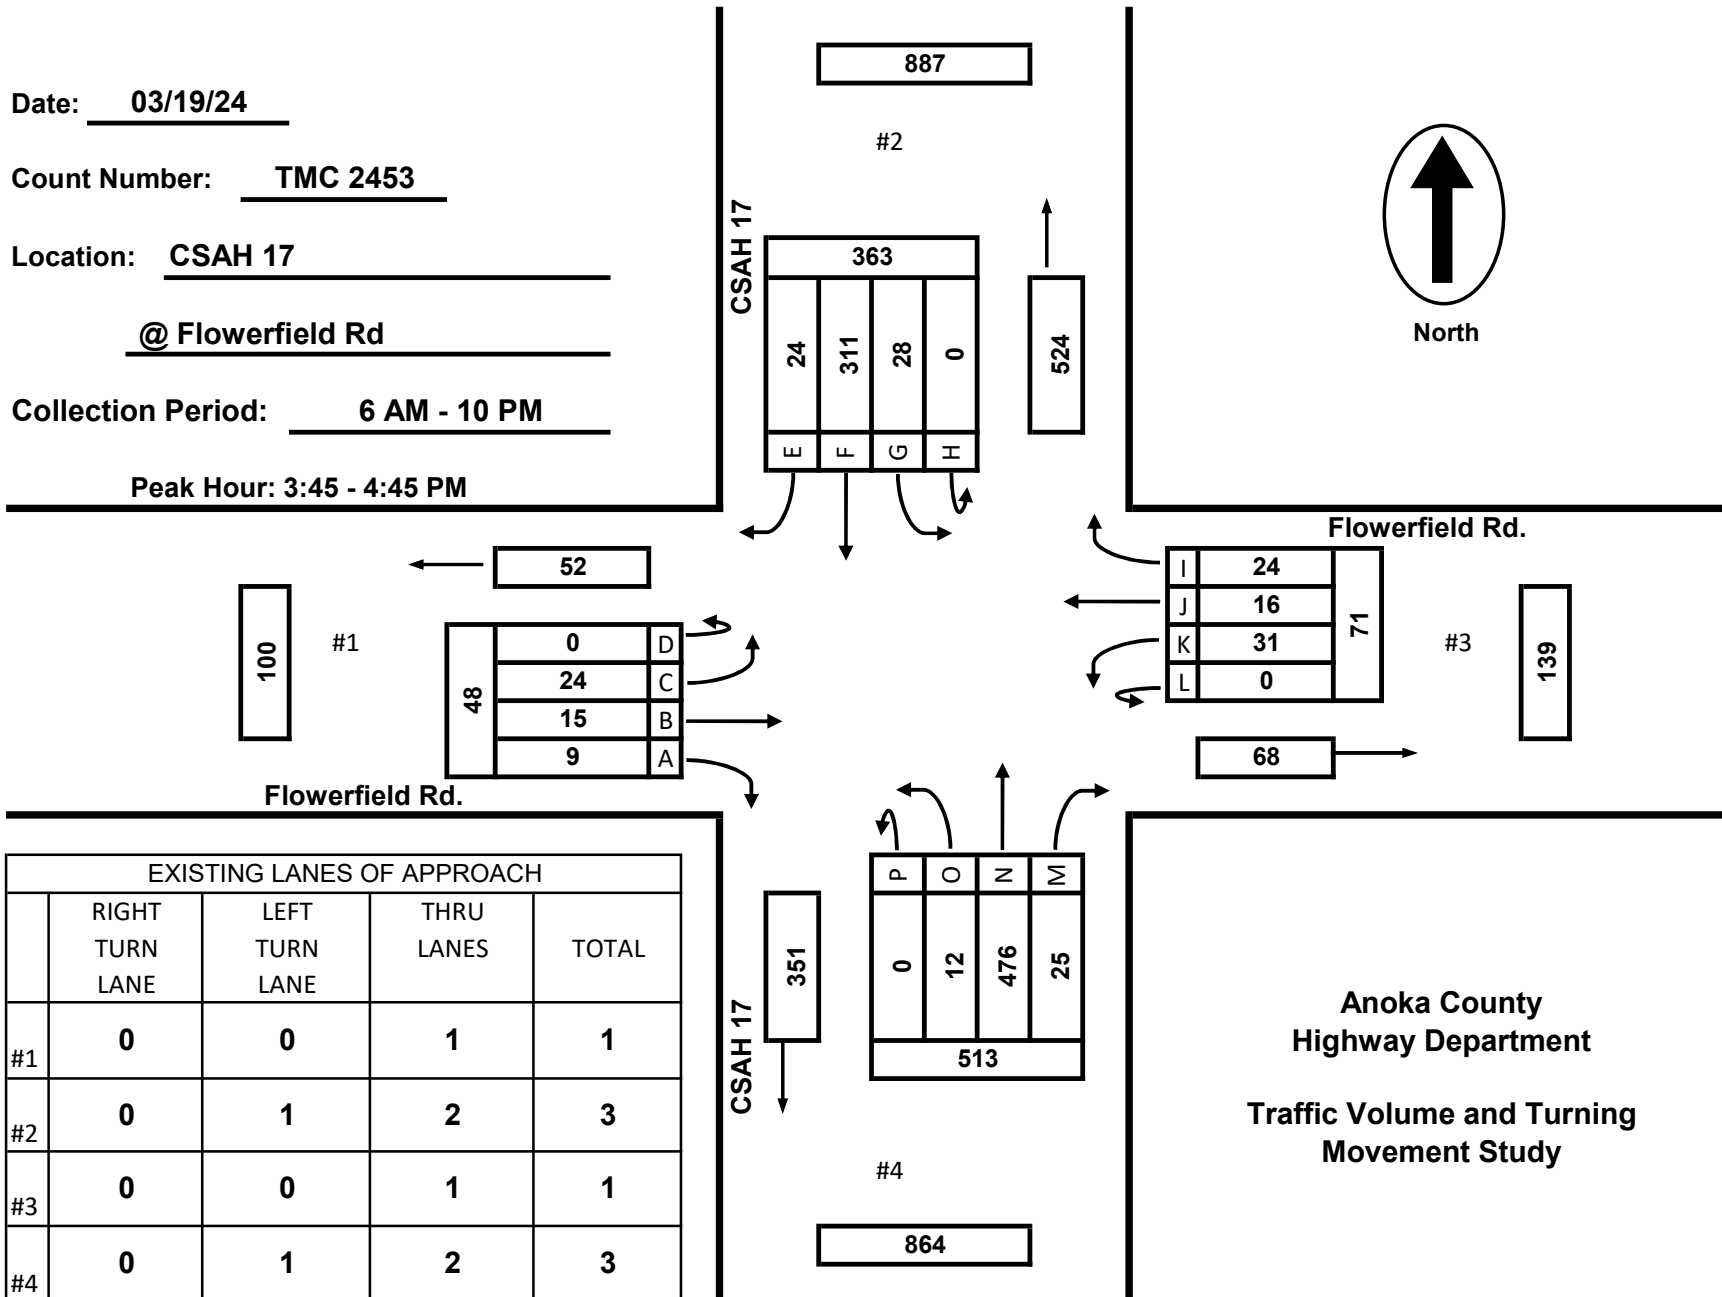 Date: 03/19/24
Count Number: TMC 2453
Location: CSAH 17
@ Flowerfield Rd
Collection Period: 6 AM - 10 PM
Peak Hour: 3:45 - 4:45 PM
887
#2
CSAH 17
363
24 311 28 0
E F G H
524
North
Flowerfield Rd.
52
100
#1
48
0 D
24 C
15 B
9 A
Flowerfield Rd.
I 24
J 16
K 31
L 0
71
#3
139
68
EXISTING LANES OF APPROACH
RIGHT TURN LANE LEFT TURN LANE THRU LANES TOTAL
#1 0 0 1 1
#2 0 1 2 3
#3 0 0 1 1
#4 0 1 2 3
351
CSAH 17
P O N M
0 12 476 25
513
#4
864
Anoka County
Highway Department
Traffic Volume and Turning
Movement Study